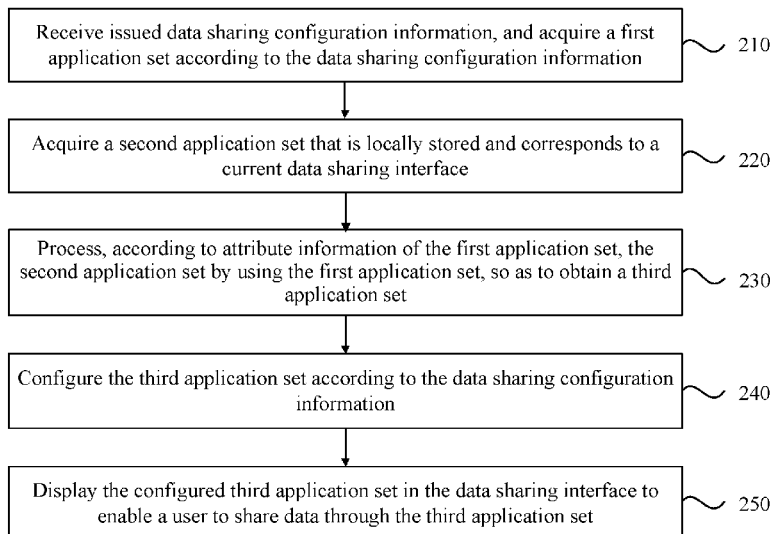 Receive issued data sharing configuration information, and acquire a first
application set according to the data sharing configuration information
210
Acquire a second application set that is locally stored and corresponds to a
current data sharing interface
220
Process, according to attribute information of the first application set, the
second application set by using the first application set, so as to obtain a third
application set
230
Configure the third application set according to the data sharing configuration
information
240
Display the configured third application set in the data sharing interface to
enable a user to share data through the third application set
250